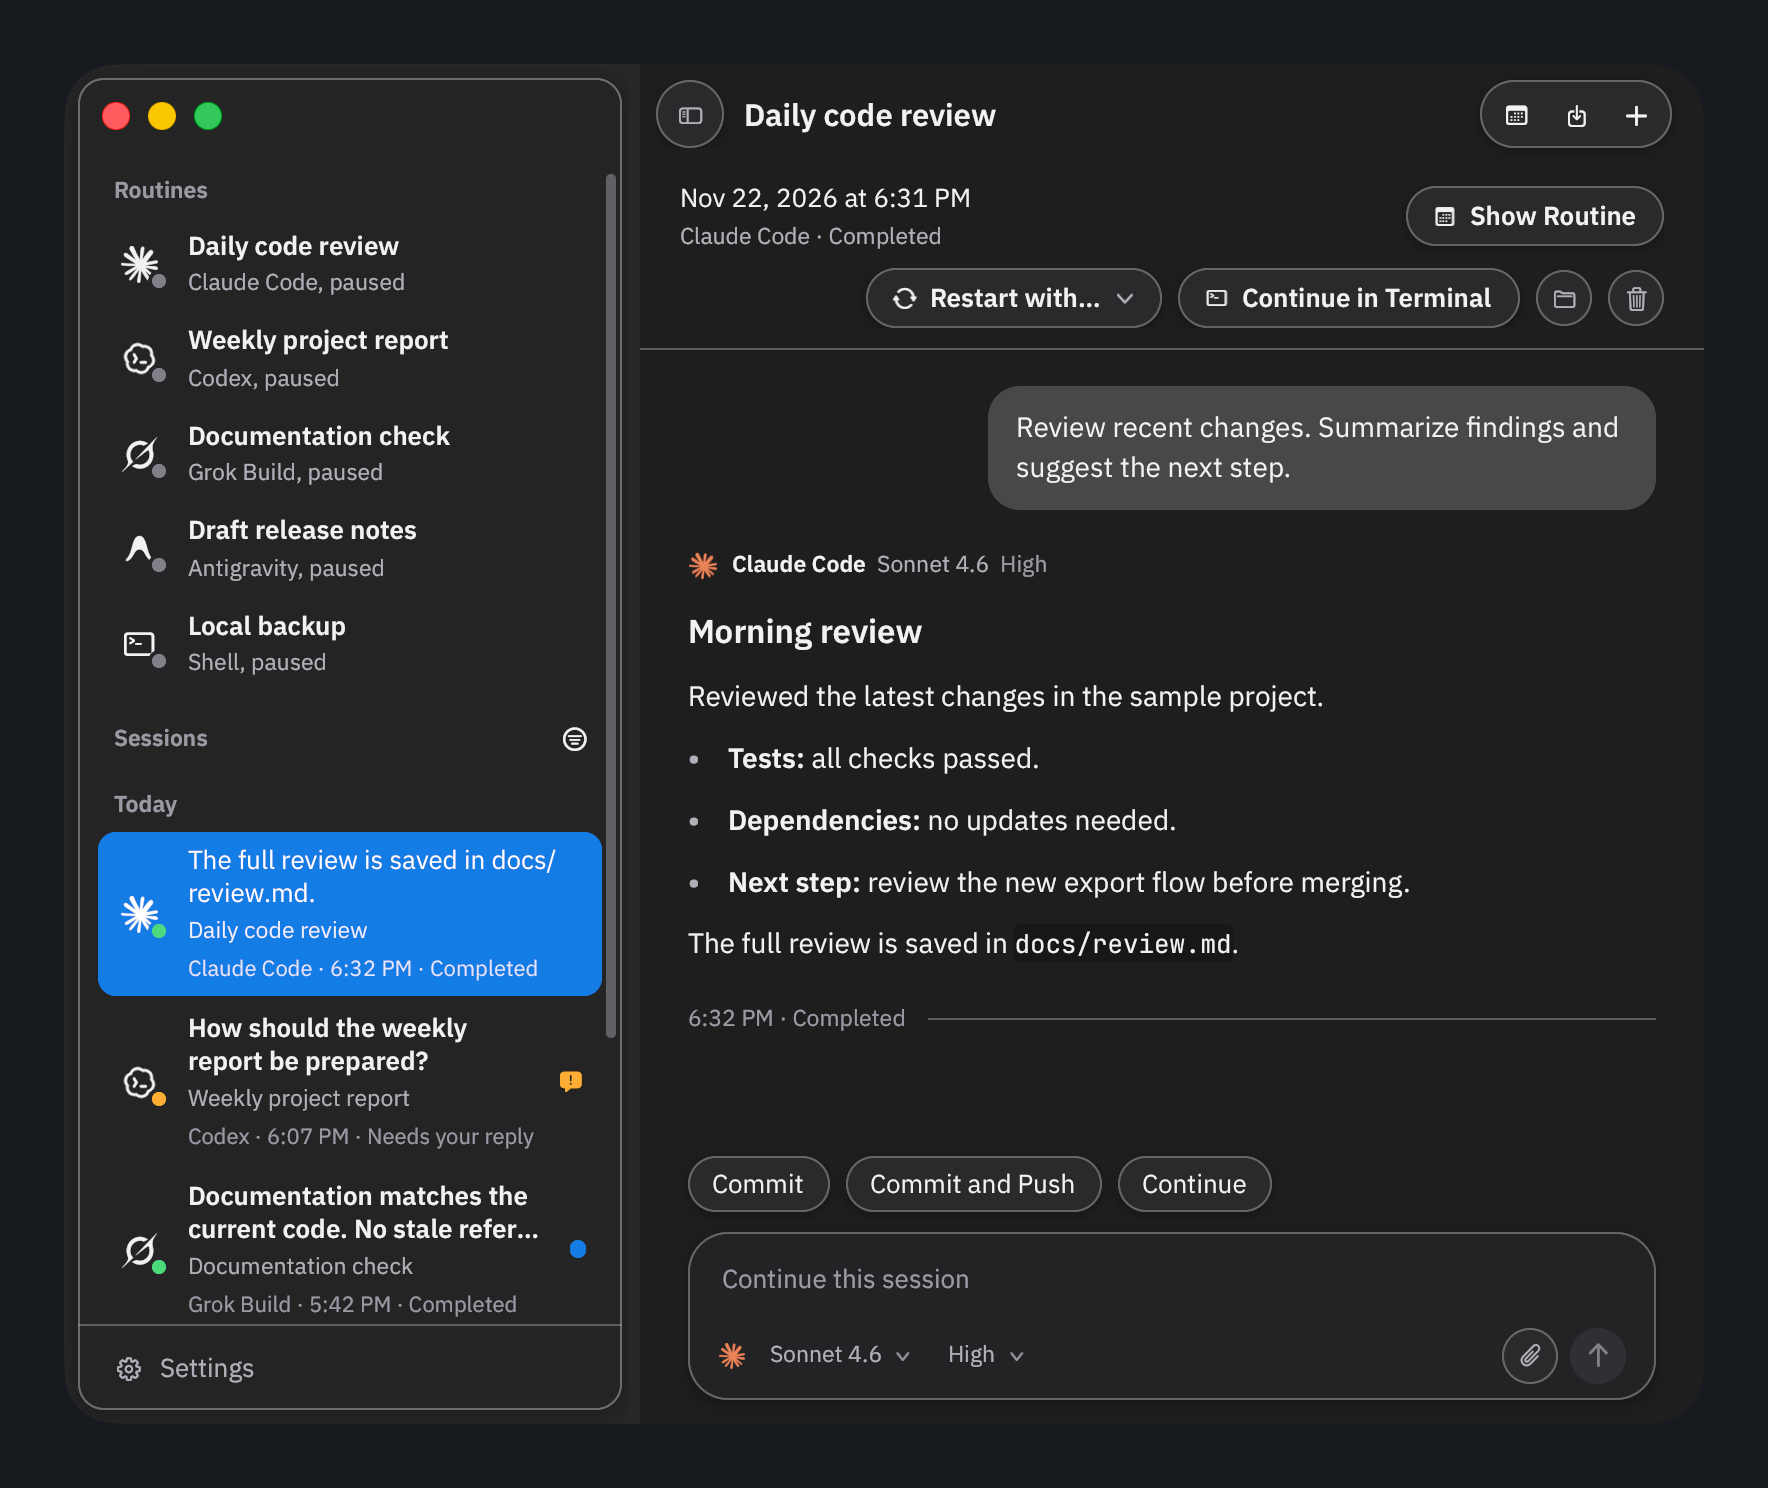 Routines
Daily code review
Claude Code, paused
Weekly project report
Codex, paused
Documentation check
Grok Build, paused
Draft release notes
Antigravity, paused
Local backup
Shell, paused
Sessions
Today
The full review is saved in docs/
review.md.
Daily code review
Claude Code · 6:32 PM · Completed
How should the weekly
report be prepared?
Weekly project report
Codex · 6:07 PM · Needs your reply
Documentation matches the
current code. No stale refer...
Documentation check
Grok Build · 5:42 PM · Completed
Settings
Daily code review
Nov 22, 2026 at 6:31 PM
Claude Code · Completed
Show Routine
Restart with...
Continue in Terminal
Review recent changes. Summarize findings and
suggest the next step.
Claude Code Sonnet 4.6 High
Morning review
Reviewed the latest changes in the sample project.
• Tests: all checks passed.
• Dependencies: no updates needed.
• Next step: review the new export flow before merging.
The full review is saved in docs/review.md.
6:32 PM · Completed
Commit
Commit and Push
Continue
Continue this session
Sonnet 4.6
High